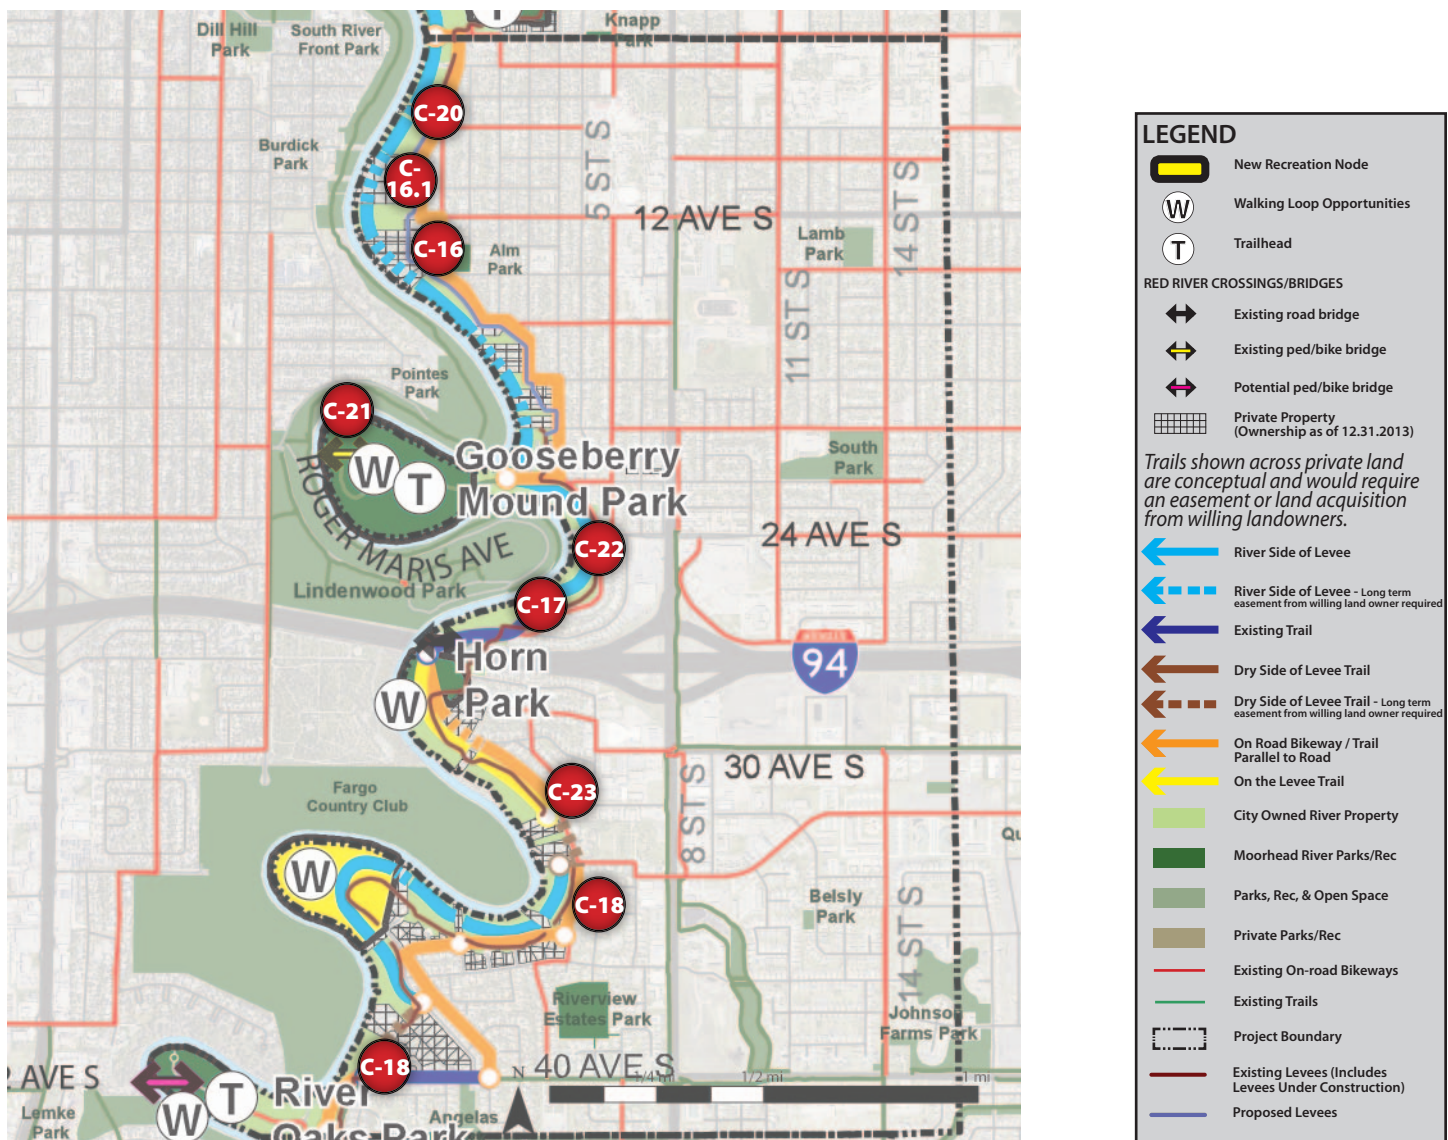 T
Knapp
Park
Dill Hill
Park
South River
Front Park
C-20
Burdick
Park
C-
16.1
5 ST S
14 ST S
12 AVE S
C-16
Alm
Park
Lamb
Park
11 ST S
Pointes
Park
C-21
W
T
Gooseberry
Mound Park
South
Park
ROGER MARIS AVE
24 AVE S
C-22
Lindenwood Park
C-17
Horn
Park
94
W
30 AVE S
8 ST S
C-23
Fargo
Country Club
W
C-18
Belsly
Park
14 ST S
Riverview
Estates Park
Johnson
Farms Park
C-18
40 AVE S
N
1/4 mi
1/2 mi
1 mi
AVE S
Lemke
Park
W
T
River
Oaks Park
Angelas
LEGEND
New Recreation Node
W
Walking Loop Opportunities
T
Trailhead
RED RIVER CROSSINGS/BRIDGES
Existing road bridge
Existing ped/bike bridge
Potential ped/bike bridge
Private Property
(Ownership as of 12.31.2013)
Trails shown across private land
are conceptual and would require
an easement or land acquisition
from willing landowners.
River Side of Levee
River Side of Levee - Long term
easement from willing land owner required
Existing Trail
Dry Side of Levee Trail
Dry Side of Levee Trail - Long term
easement from willing land owner required
On Road Bikeway / Trail
Parallel to Road
On the Levee Trail
City Owned River Property
Moorhead River Parks/Rec
Parks, Rec, & Open Space
Private Parks/Rec
Existing On-road Bikeways
Existing Trails
Project Boundary
Existing Levees (Includes
Levees Under Construction)
Proposed Levees